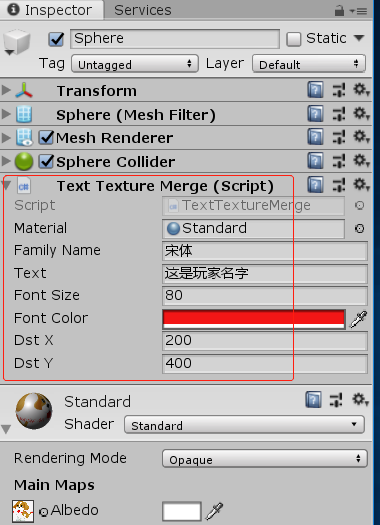 Inspector Services
Sphere Static
Tag Untagged Layer Default
Transform
Sphere (Mesh Filter)
Mesh Renderer
Sphere Collider
Text Texture Merge (Script)
Script TextTextureMerge
Material Standard
Family Name 宋体
Text 这是玩家名字
Font Size 80
Font Color
Dst X 200
Dst Y 400
Standard
Shader Standard
Rendering Mode Opaque
Main Maps
Albedo